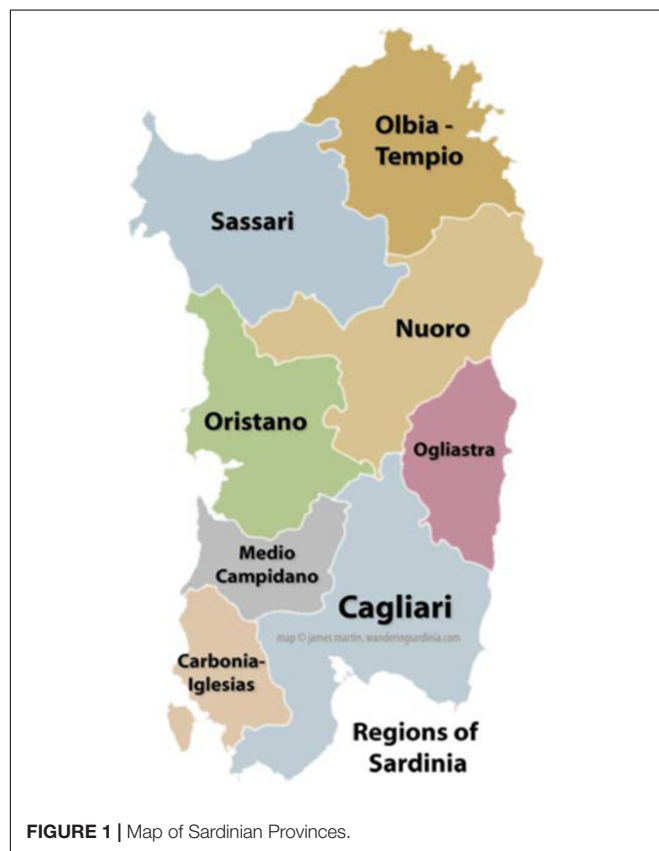 Olbia -
Tempio
Sassari
Nuoro
Oristano
Ogliastra
Medio
Campidano
Cagliari
map © james martin, wanderingsardinia.com
Carbonia-
Iglesias
Regions of
Sardinia
FIGURE 1 | Map of Sardinian Provinces.